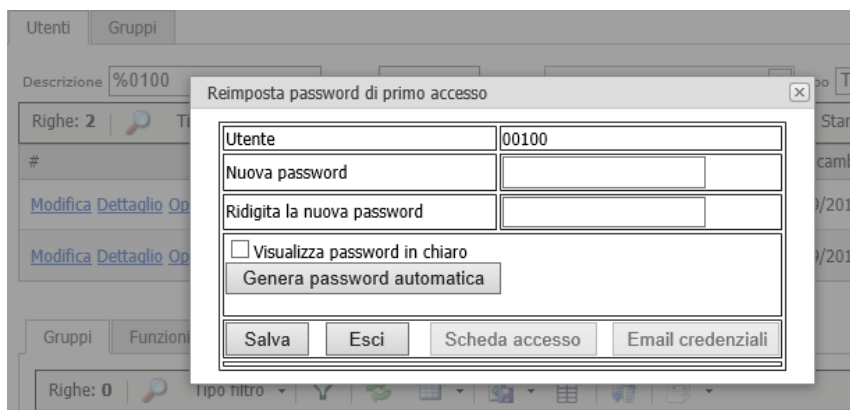 Utenti Gruppi
Descrizione %0100
Reimposta password di primo accesso
Righe: 2
Utente 00100
#
Nuova password
Modifica Dettaglio Op
Ridigita la nuova password
Visualizza password in chiaro
Modifica Dettaglio Op
Genera password automatica
Gruppi Funzioni
Salva Esci Scheda accesso Email credenziali
Righe: 0 Tipo filtro